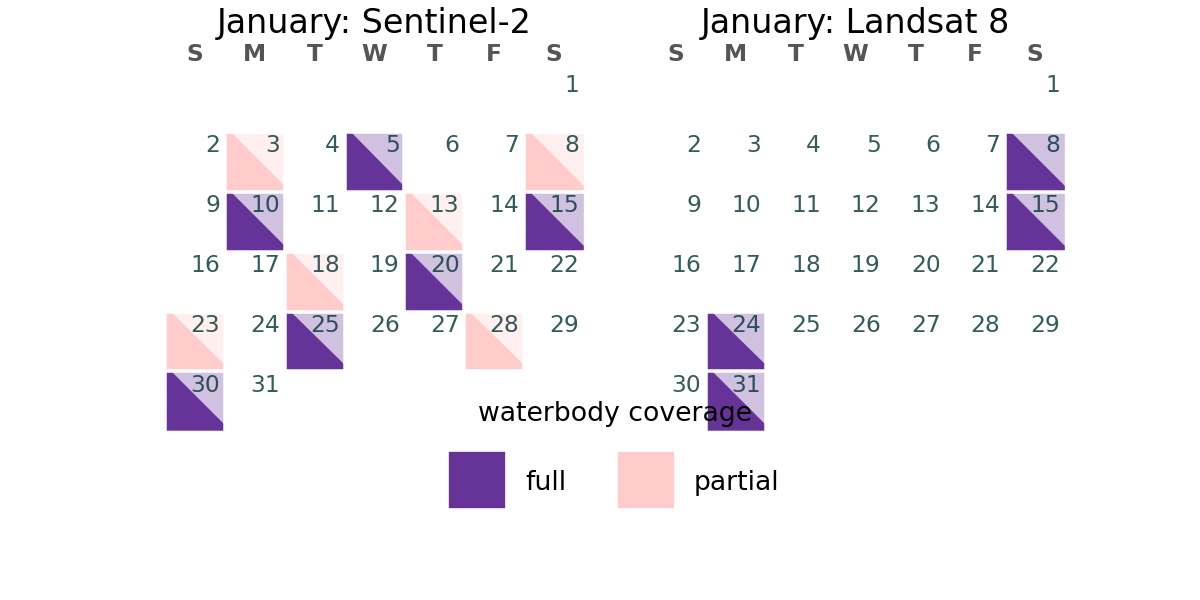 January: Sentinel-2
S M T W T F S
1
2 3 4 5 6 7 8
9 10 11 12 13 14 15
16 17 18 19 20 21 22
23 24 25 26 27 28 29
30 31
January: Landsat 8
S M T W T F S
1
2 3 4 5 6 7 8
9 10 11 12 13 14 15
16 17 18 19 20 21 22
23 24 25 26 27 28 29
30 31
waterbody coverage
full partial